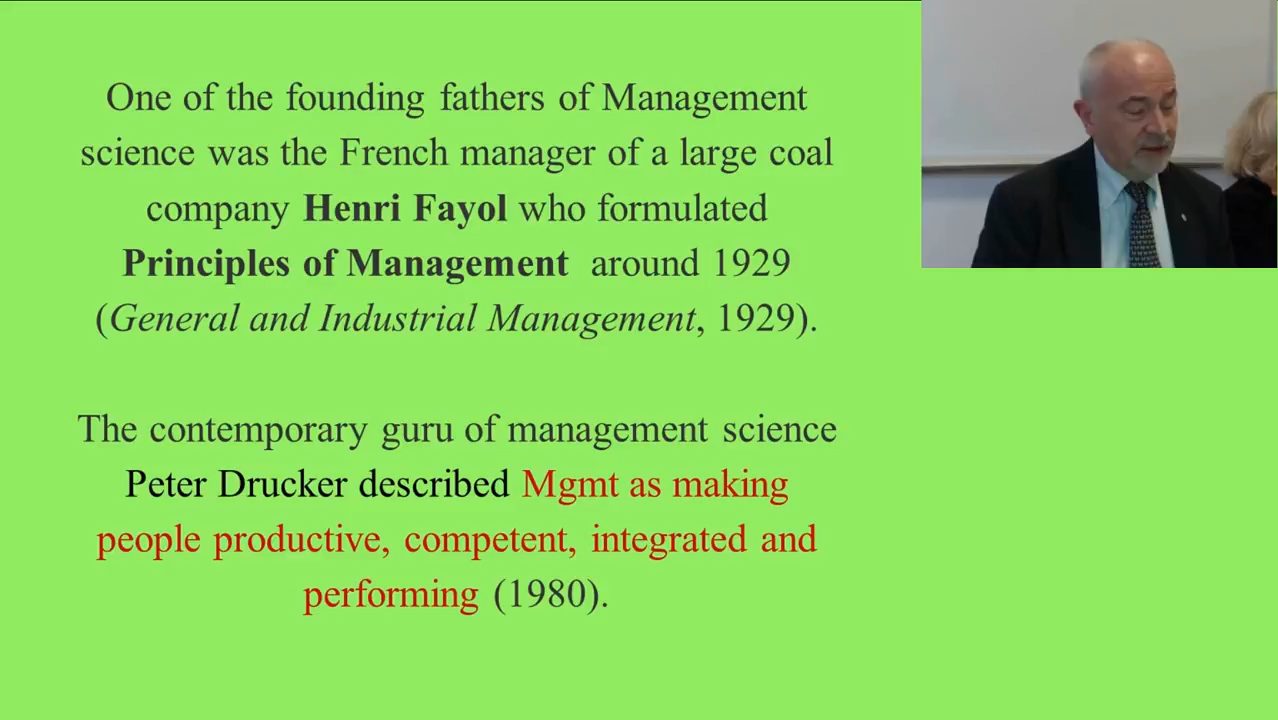 One of the founding fathers of Management
science was the French manager of a large coal
company Henri Fayol who formulated
Principles of Management around 1929
(General and Industrial Management, 1929).
The contemporary guru of management science
Peter Drucker described Mgmt as making
people productive, competent, integrated and
performing (1980).